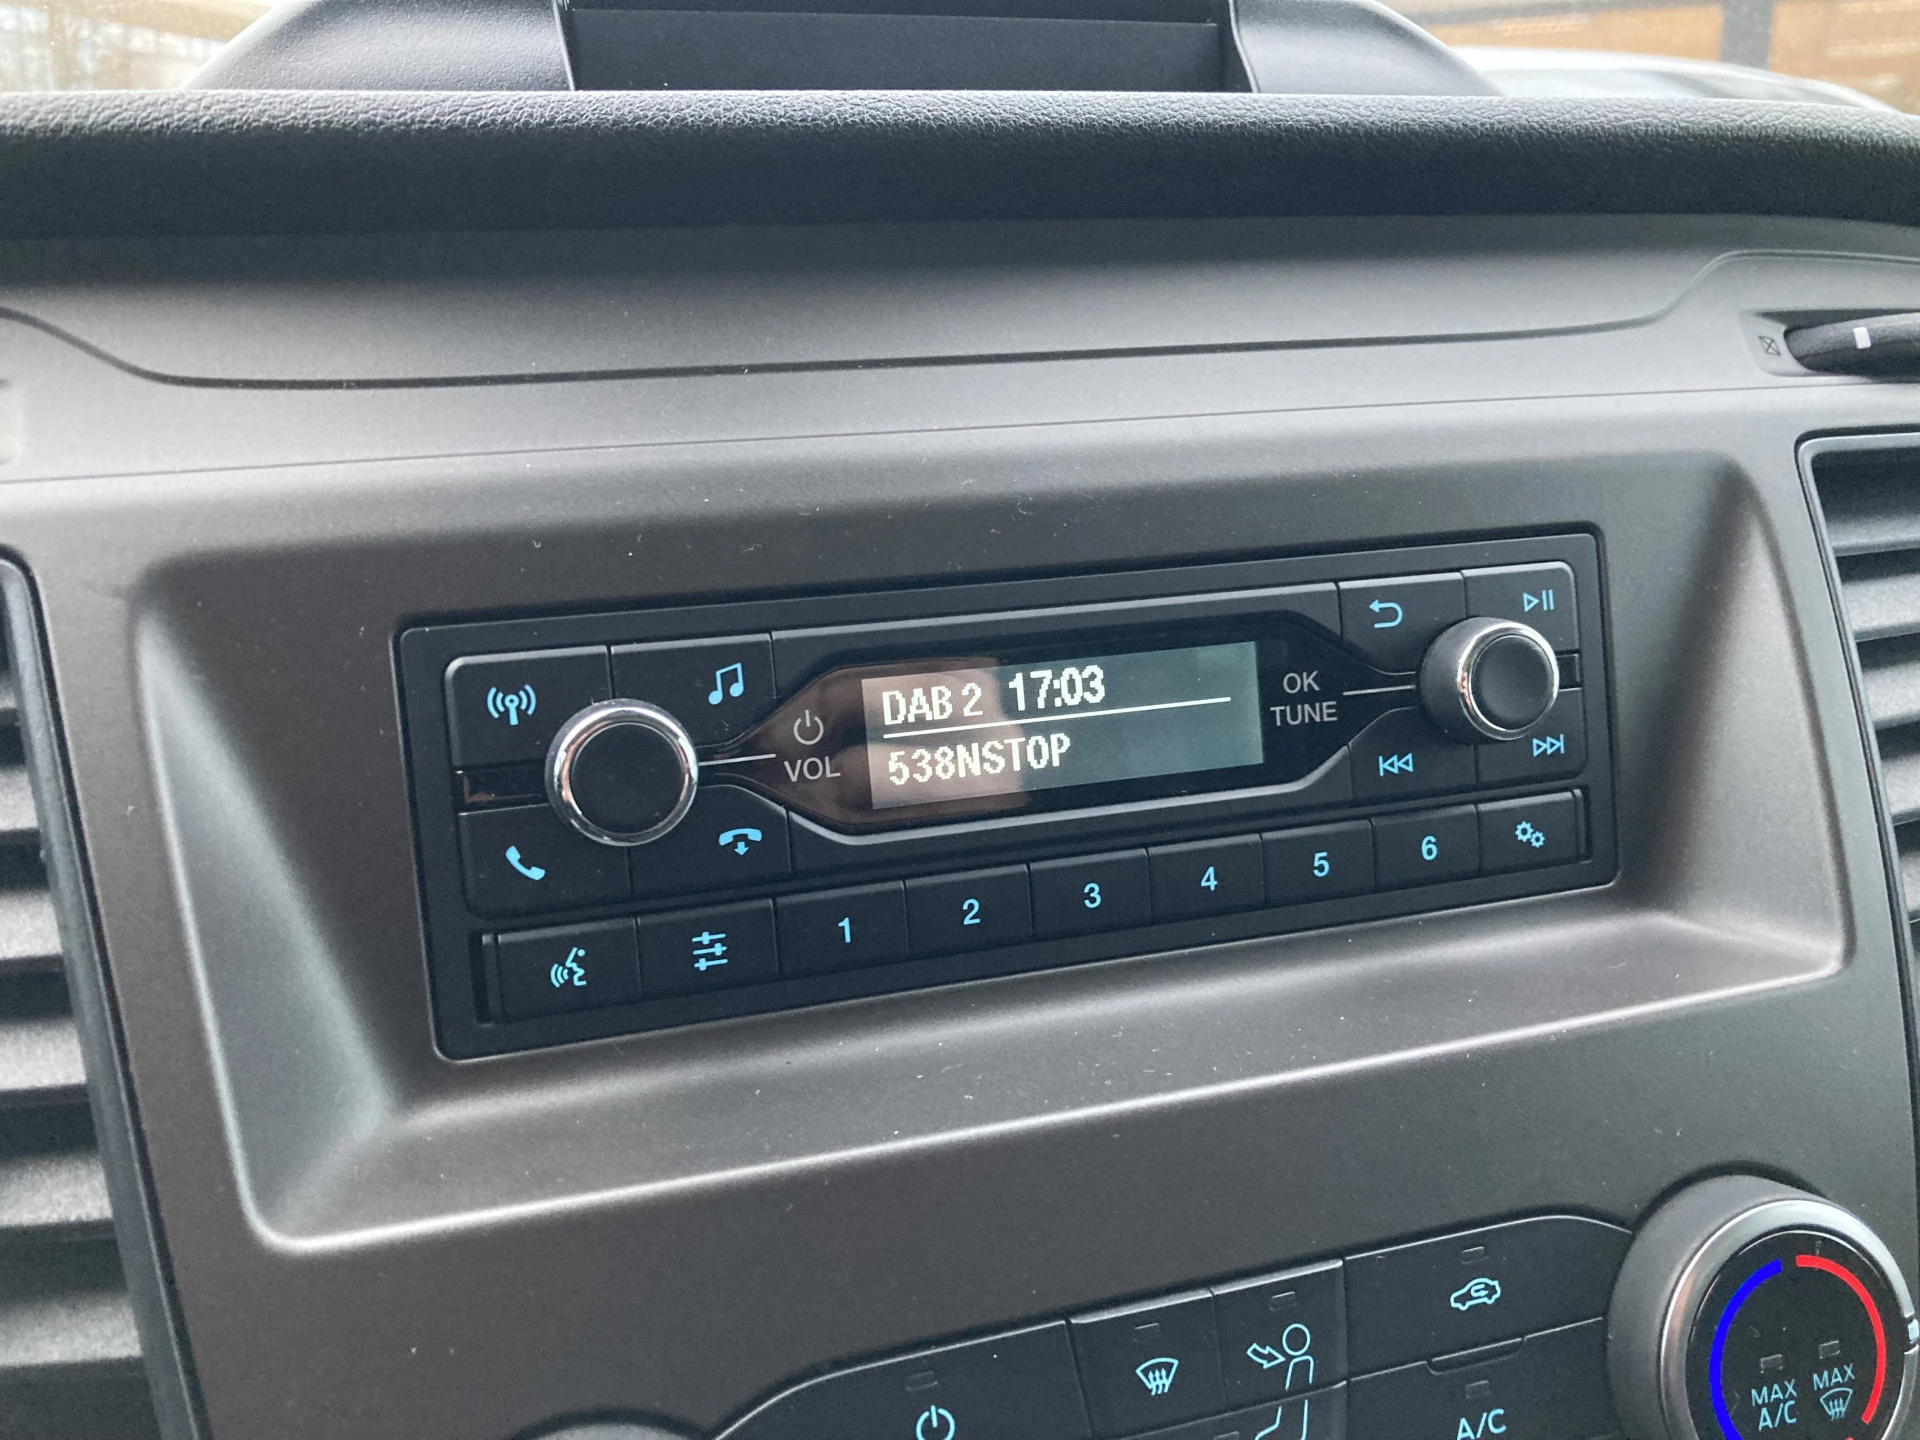 DAB 2 17:03
538NSTOP
VOL
OK
TUNE
1 2 3 4 5 6
MAX
A/C
MAX
A/C